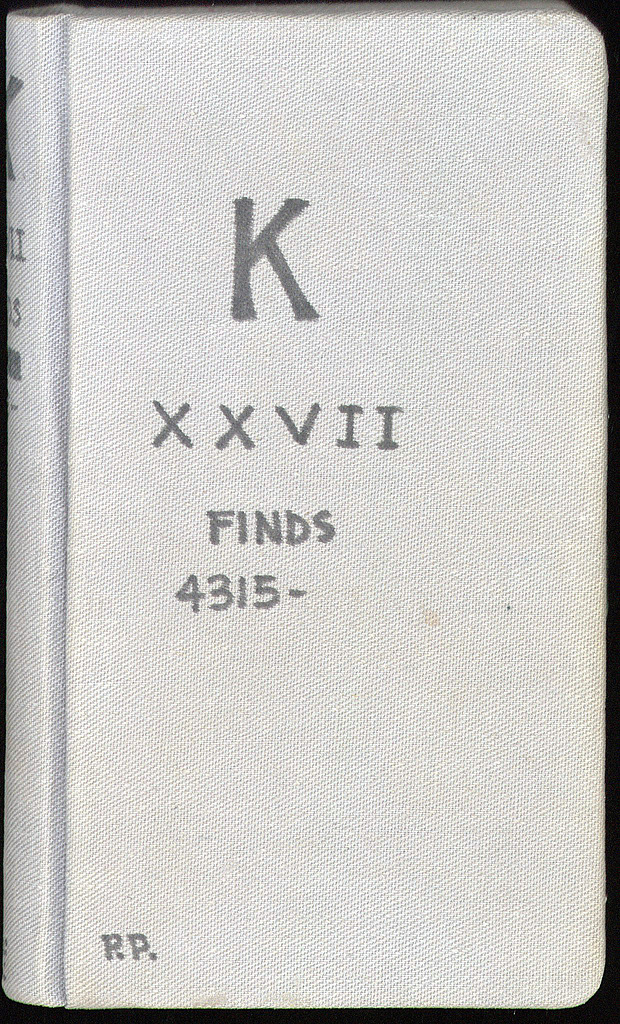 K
XXVII
FINDS
4315-
P.P.